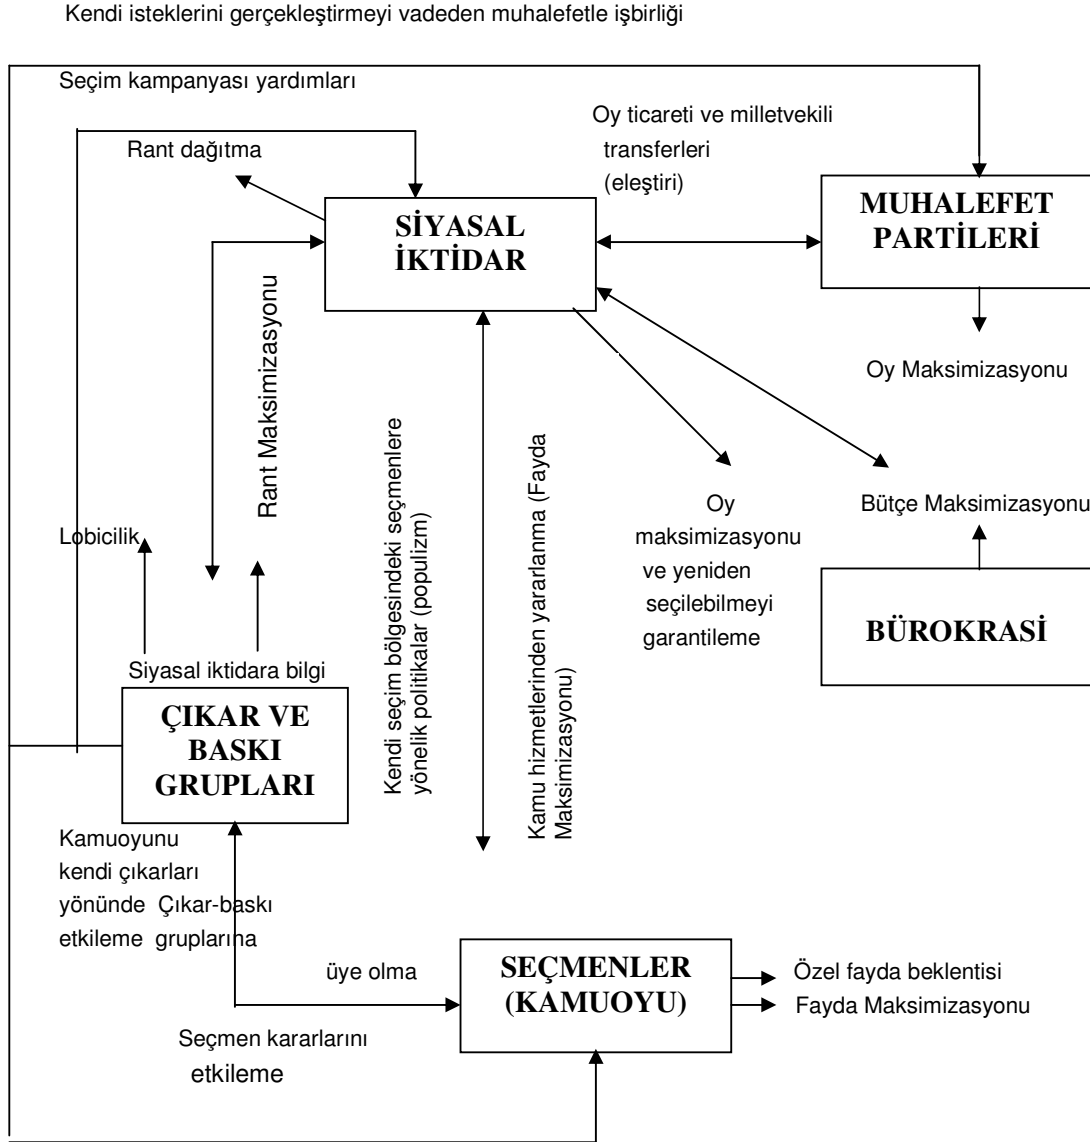 Kendi isteklerini gerçekleştirmeyi vadeden muhalefetle işbirliği
Seçim kampanyası yardımları
Oy ticareti ve milletvekili
transferleri
(eleştiri)
Rant dağıtma
SİYASAL
İKTİDAR
MUHALEFET
PARTİLERİ
Oy Maksimizasyonu
Rant Maksimizasyonu
Kendi seçim bölgesindeki seçmenlere
yönelik politikalar (populizm)
Kamu hizmetlerinden yararlanma (Fayda
Maksimizasyonu)
Oy
maksimizasyonu
ve yeniden
seçilebilmeyi
garantileme
Bütçe Maksimizasyonu
BÜROKRASİ
Lobicilik
Siyasal iktidara bilgi
ÇIKAR VE
BASKI
GRUPLARI
Kamuoyunu
kendi çıkarları
yönünde Çıkar-baskı
etkileme gruplarına
üye olma
Seçmen kararlarını
etkileme
SEÇMENLER
(KAMUOYU)
Özel fayda beklentisi
Fayda Maksimizasyonu